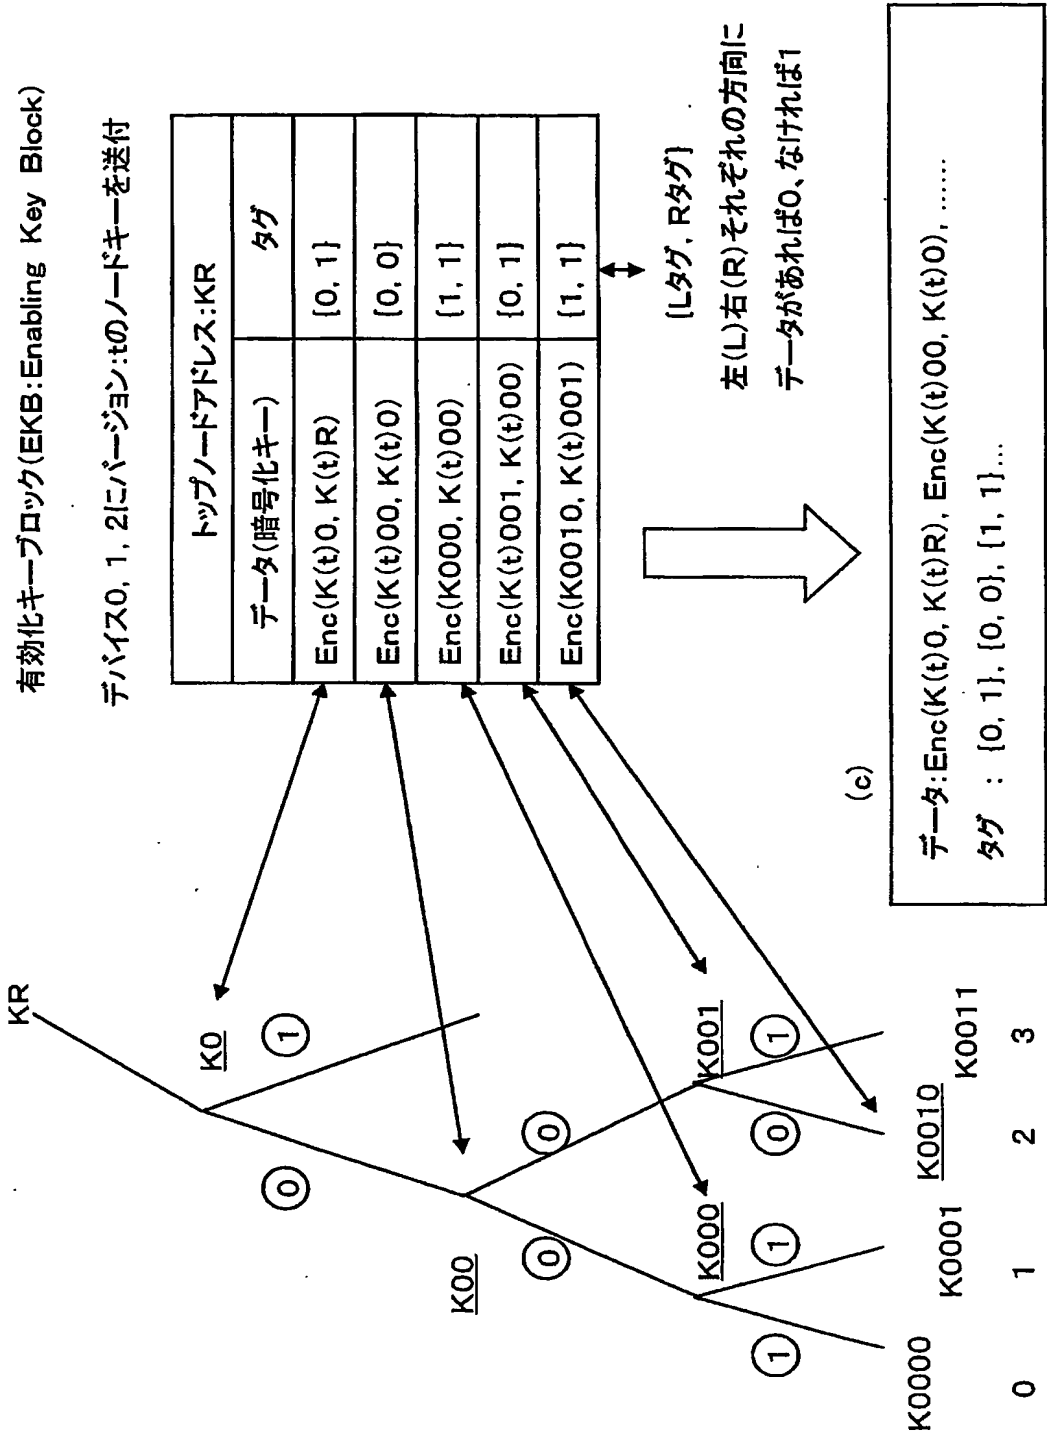 有効化キーブロック(EKB:Enabling Key Block)
デバイス0, 1, 2にバージョン:tのノードキーを送付
トップノードアドレス:KR
データ(暗号化キー) タグ
Enc(K(t)0, K(t)R) {0, 1}
Enc(K(t)00, K(t)0) {0, 0}
Enc(K000, K(t)00) {1, 1}
Enc(K(t)001, K(t)00) {0, 1}
Enc(K0010, K(t)001) {1, 1}
{Lタグ, Rタグ}
左(L)右(R)それぞれの方向に
データがあれば0、なければ1
KR
K0
0 1
K00
0 0
K000 K001
1 1 0 1
K0000 K0001 K0010 K0011
0 1 2 3
(c)
データ:Enc(K(t)0, K(t)R), Enc(K(t)00, K(t)0), ......
タグ : {0, 1}, {0, 0}, {1, 1}...